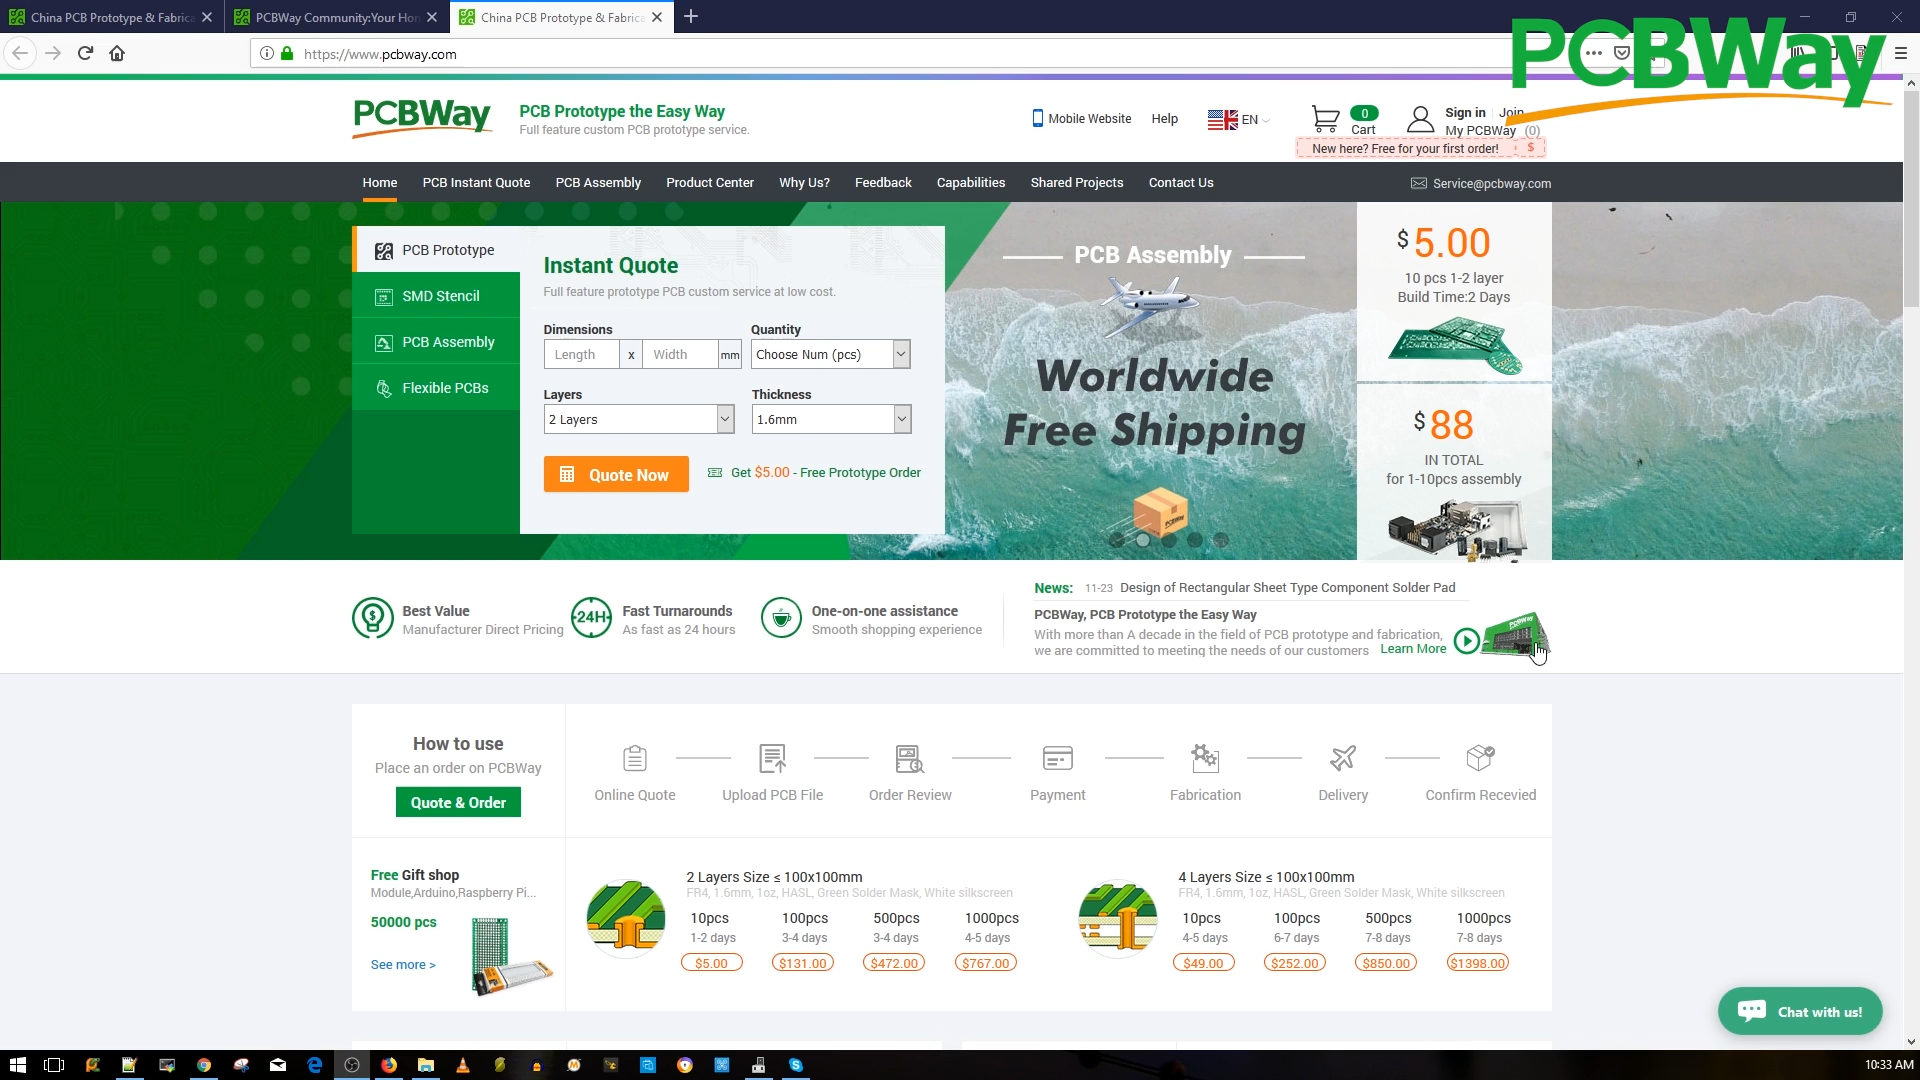 China PCB Prototype & Fabrica
PCBWay Community:Your Hon
China PCB Prototype & Fabrica
https://www.pcbway.com
PCBWay
PCBWay
PCB Prototype the Easy Way
Full feature custom PCB prototype service.
Mobile Website
Help
EN
0
Cart
Sign in
Join
My PCBWay (0)
New here? Free for your first order!
$
Home
PCB Instant Quote
PCB Assembly
Product Center
Why Us?
Feedback
Capabilities
Shared Projects
Contact Us
Service@pcbway.com
PCB Prototype
SMD Stencil
PCB Assembly
Flexible PCBs
Instant Quote
Full feature prototype PCB custom service at low cost.
Dimensions
Quantity
Length
x
Width
mm
Choose Num (pcs)
Layers
Thickness
2 Layers
1.6mm
Quote Now
Get $5.00 - Free Prototype Order
PCB Assembly
Worldwide
Free Shipping
PCBWay
$ 5.00
10 pcs 1-2 layer
Build Time:2 Days
$ 88
IN TOTAL
for 1-10pcs assembly
Best Value
Manufacturer Direct Pricing
24H
Fast Turnarounds
As fast as 24 hours
One-on-one assistance
Smooth shopping experience
News:
11-23
Design of Rectangular Sheet Type Component Solder Pad
PCBWay, PCB Prototype the Easy Way
With more than A decade in the field of PCB prototype and fabrication,
we are committed to meeting the needs of our customers
Learn More
PCBWay
How to use
Place an order on PCBWay
Quote & Order
Online Quote
Upload PCB File
Order Review
Payment
Fabrication
Delivery
Confirm Recevied
Free Gift shop
Module,Arduino,Raspberry Pi...
50000 pcs
See more >
2 Layers Size ≤ 100x100mm
FR4, 1.6mm, 1oz, HASL, Green Solder Mask, White silkscreen
10pcs
100pcs
500pcs
1000pcs
1-2 days
3-4 days
3-4 days
4-5 days
$5.00
$131.00
$472.00
$767.00
4 Layers Size ≤ 100x100mm
FR4, 1.6mm, 1oz, HASL, Green Solder Mask, White silkscreen
10pcs
100pcs
500pcs
1000pcs
4-5 days
6-7 days
7-8 days
7-8 days
$49.00
$252.00
$850.00
$1398.00
Chat with us!
10:33 AM